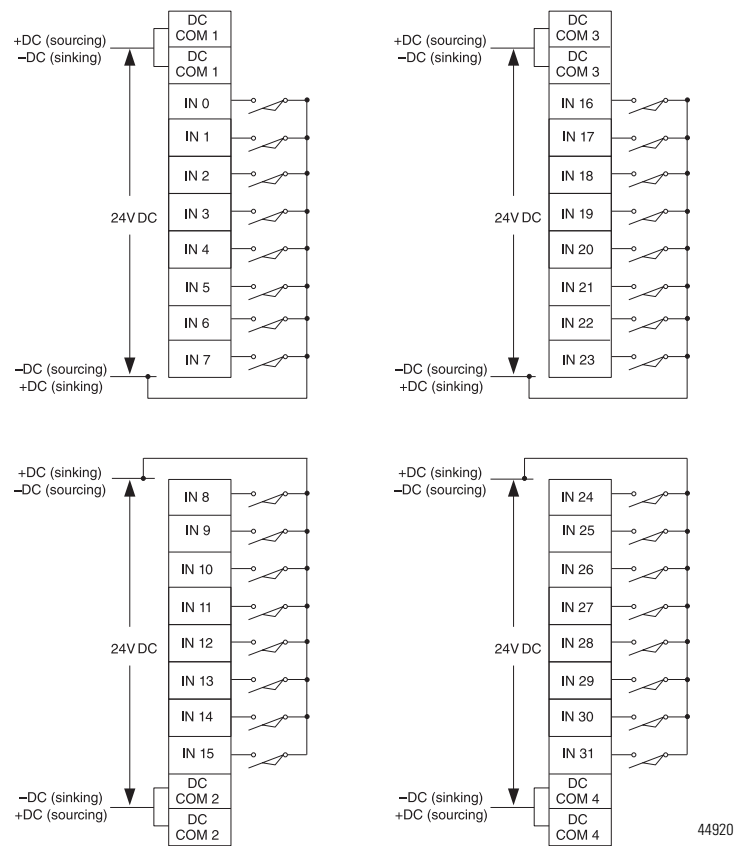 +DC (sourcing)
–DC (sinking)
DC
COM 1
DC
COM 1
IN 0
IN 1
IN 2
IN 3
24V DC
IN 4
IN 5
IN 6
IN 7
–DC (sourcing)
+DC (sinking)
+DC (sourcing)
–DC (sinking)
DC
COM 3
DC
COM 3
IN 16
IN 17
IN 18
IN 19
24V DC
IN 20
IN 21
IN 22
IN 23
–DC (sourcing)
+DC (sinking)
+DC (sinking)
–DC (sourcing)
IN 8
IN 9
IN 10
IN 11
IN 12
24V DC
IN 13
IN 14
IN 15
DC
COM 2
DC
COM 2
–DC (sinking)
+DC (sourcing)
+DC (sinking)
–DC (sourcing)
IN 24
IN 25
IN 26
IN 27
IN 28
24V DC
IN 29
IN 30
IN 31
DC
COM 4
DC
COM 4
–DC (sinking)
+DC (sourcing)
44920